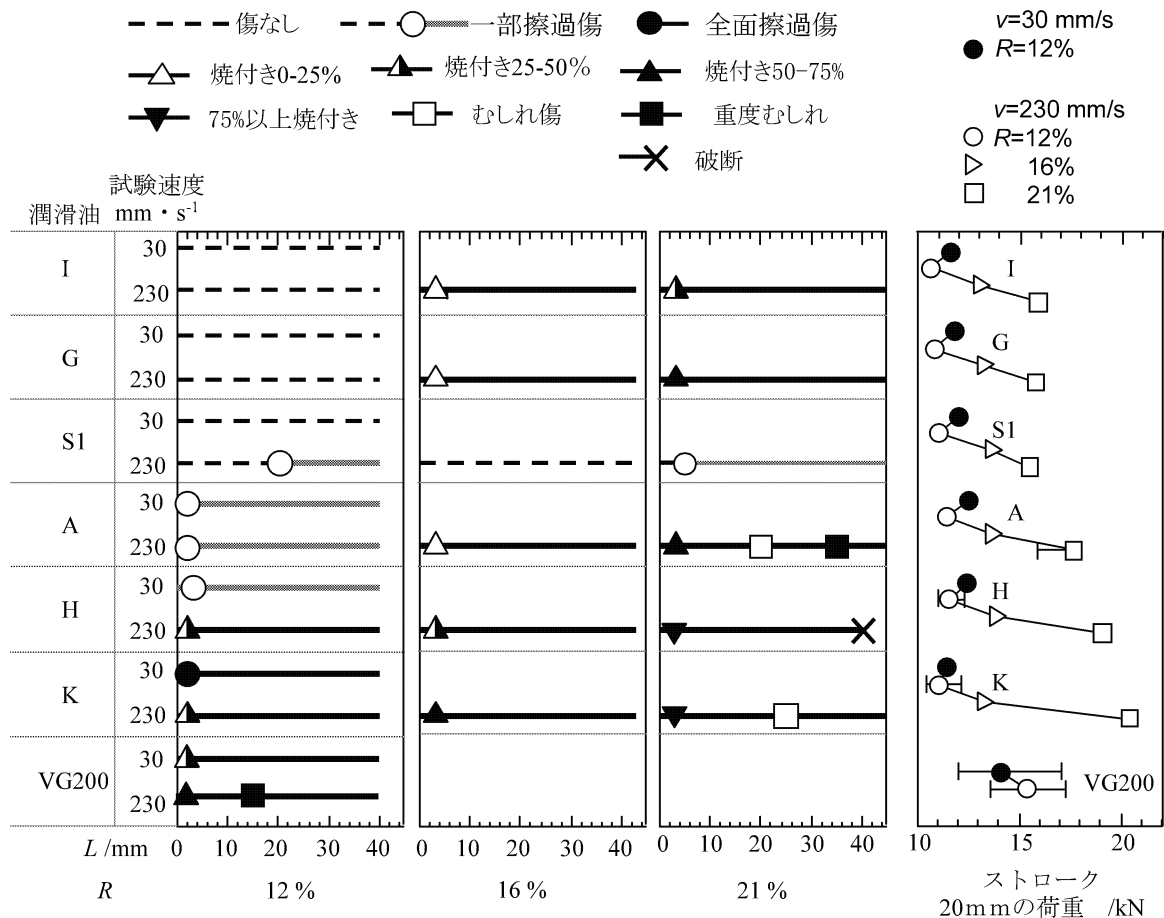 傷なし 一部擦過傷 全面擦過傷
焼付き0-25% 焼付き25-50% 焼付き50-75%
75%以上焼付き むしれ傷 重度むしれ
破断
v=30 mm/s
R=12%
v=230 mm/s
R=12%
16%
21%
試験速度
潤滑油 mm・s-1
I 30
230
G 30
230
S1 30
230
A 30
230
H 30
230
K 30
230
VG200 30
230
I
G
S1
A
H
K
VG200
L /mm 0 10 20 30 40 0 10 20 30 40 0 10 20 30 40 10 15 20
R 12 % 16 % 21 %
ストローク
20mmの荷重 /kN